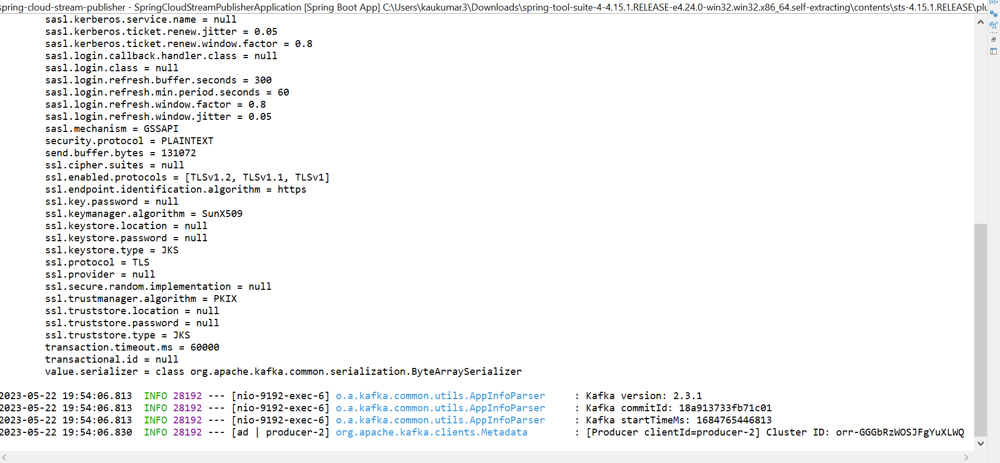 spring-cloud-stream-publisher - SpringCloudStreamPublisherApplication [Spring Boot App] C:\Users\kaukumar3\Downloads\spring-tool-suite-4-4.15.1.RELEASE-e4.24.0-win32.win32.x86_64.self-extracting\contents\sts-4.15.1.RELEASE\plu
sasl.kerberos.service.name = null
sasl.kerberos.ticket.renew.jitter = 0.05
sasl.kerberos.ticket.renew.window.factor = 0.8
sasl.login.callback.handler.class = null
sasl.login.class = null
sasl.login.refresh.buffer.seconds = 300
sasl.login.refresh.min.period.seconds = 60
sasl.login.refresh.window.factor = 0.8
sasl.login.refresh.window.jitter = 0.05
sasl.mechanism = GSSAPI
security.protocol = PLAINTEXT
send.buffer.bytes = 131072
ssl.cipher.suites = null
ssl.enabled.protocols = [TLSv1.2, TLSv1.1, TLSv1]
ssl.endpoint.identification.algorithm = https
ssl.key.password = null
ssl.keymanager.algorithm = SunX509
ssl.keystore.location = null
ssl.keystore.password = null
ssl.keystore.type = JKS
ssl.protocol = TLS
ssl.provider = null
ssl.secure.random.implementation = null
ssl.trustmanager.algorithm = PKIX
ssl.truststore.location = null
ssl.truststore.password = null
ssl.truststore.type = JKS
transaction.timeout.ms = 60000
transactional.id = null
value.serializer = class org.apache.kafka.common.serialization.ByteArraySerializer
2023-05-22 19:54:06.813 INFO 28192 --- [nio-9192-exec-6] o.a.kafka.common.utils.AppInfoParser : Kafka version: 2.3.1
2023-05-22 19:54:06.813 INFO 28192 --- [nio-9192-exec-6] o.a.kafka.common.utils.AppInfoParser : Kafka commitId: 18a913733fb71c01
2023-05-22 19:54:06.813 INFO 28192 --- [nio-9192-exec-6] o.a.kafka.common.utils.AppInfoParser : Kafka startTimeMs: 1684765446813
2023-05-22 19:54:06.830 INFO 28192 --- [ad | producer-2] org.apache.kafka.clients.Metadata : [Producer clientId=producer-2] Cluster ID: orr-GGGbRzWOSJFgYuXLWQ